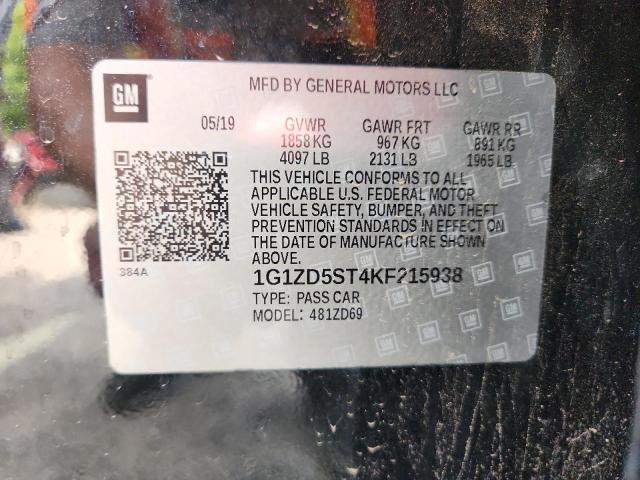 GM
MFD BY GENERAL MOTORS LLC
05/19 GVWR GAWR FRT GAWR RR
1858 KG 967 KG 891 KG
4097 LB 2131 LB 1965 LB
THIS VEHICLE CONFORMS TO ALL
APPLICABLE U.S. FEDERAL MOTOR
VEHICLE SAFETY, BUMPER, AND THEFT
PREVENTION STANDARDS IN EFFECT ON
THE DATE OF MANUFACTURE SHOWN
ABOVE.
384A
1G1ZD5ST4KF215938
TYPE: PASS CAR
MODEL: 481ZD69